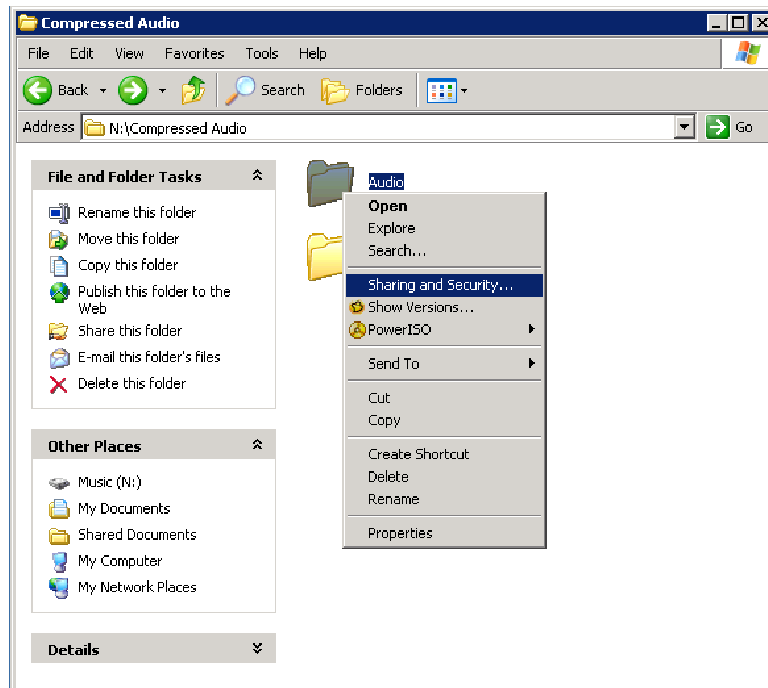 Compressed Audio
File Edit View Favorites Tools Help
Back Search Folders
Address N:\Compressed Audio Go
File and Folder Tasks
Rename this folder
Move this folder
Copy this folder
Publish this folder to the
Web
Share this folder
E-mail this folder's files
Delete this folder
Other Places
Music (N:)
My Documents
Shared Documents
My Computer
My Network Places
Details
Audio
Open
Explore
Search...
Sharing and Security...
Show Versions...
PowerISO
Send To
Cut
Copy
Create Shortcut
Delete
Rename
Properties